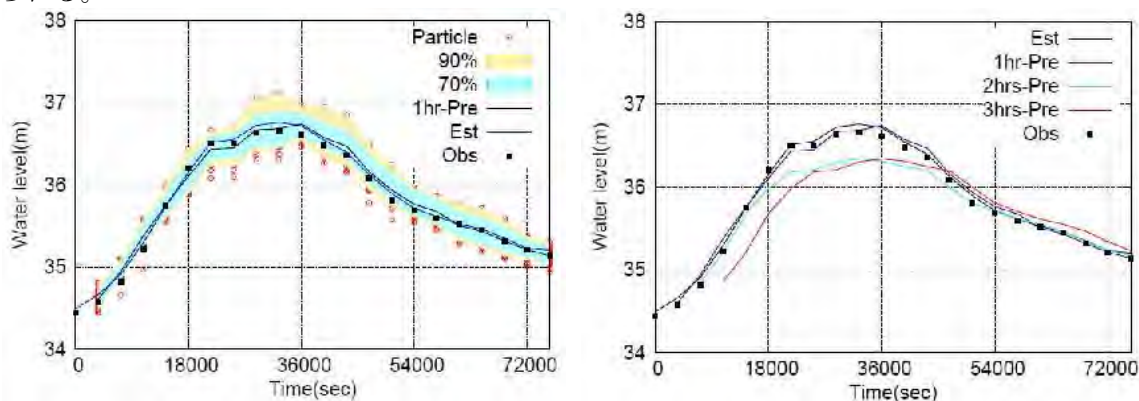 38
37
36
35
34
Water level(m)
0 18000 36000 54000 72000
Time(sec)
Particle
90%
70%
1hr-Pre
Est
Obs
38
37
36
35
34
Water level(m)
0 18000 36000 54000 72000
Time(sec)
Est
1hr-Pre
2hrs-Pre
3hrs-Pre
Obs